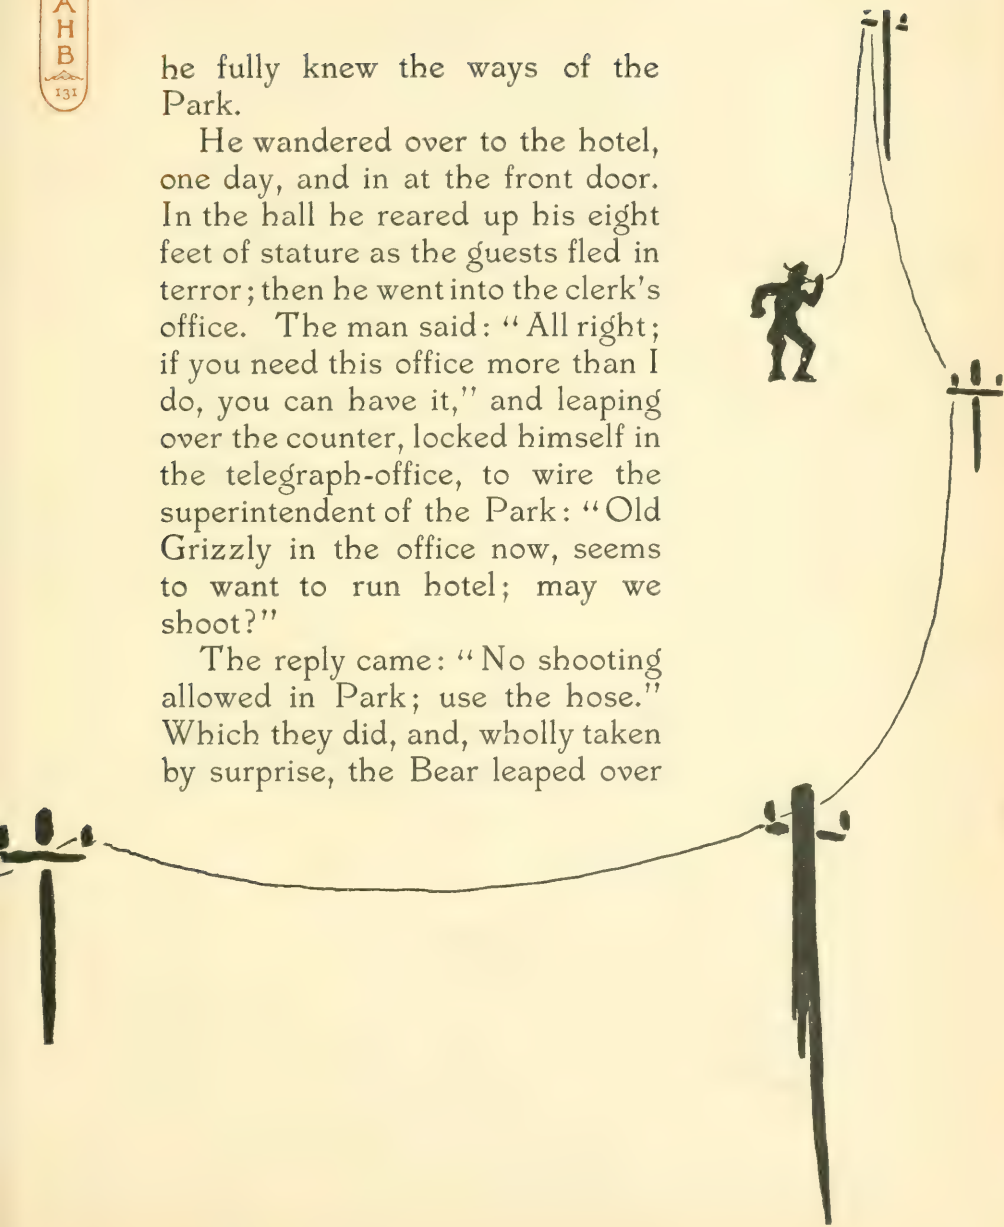 A
H
B
131
he fully knew the ways of the
Park.
He wandered over to the hotel,
one day, and in at the front door.
In the hall he reared up his eight
feet of stature as the guests fled in
terror; then he went into the clerk's
office. The man said: “All right;
if you need this office more than I
do, you can have it,” and leaping
over the counter, locked himself in
the telegraph-office, to wire the
superintendent of the Park: “Old
Grizzly in the office now, seems
to want to run hotel; may we
shoot?”
The reply came: “No shooting
allowed in Park; use the hose.”
Which they did, and, wholly taken
by surprise, the Bear leaped over